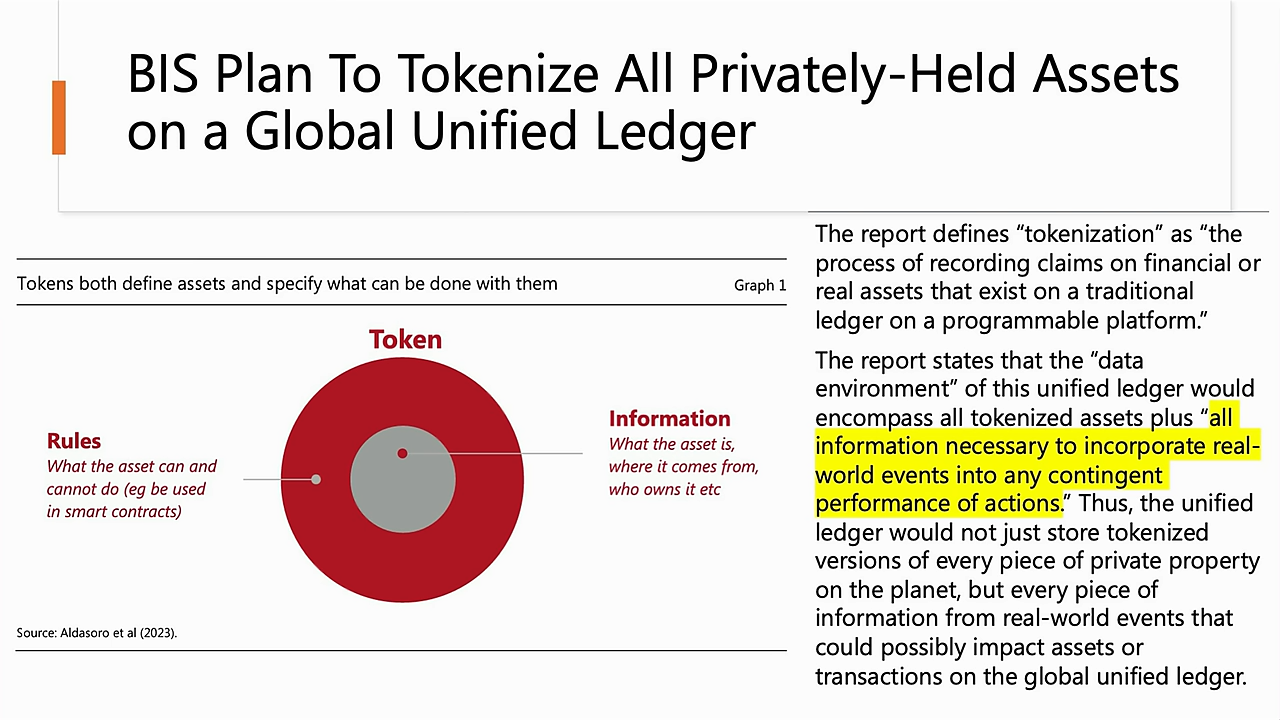 BIS Plan To Tokenize All Privately-Held Assets
on a Global Unified Ledger
Tokens both define assets and specify what can be done with them
Graph 1
Token
Rules
What the asset can and
cannot do (eg be used
in smart contracts)
Information
What the asset is,
where it comes from,
who owns it etc
Source: Aldasoro et al (2023).
The report defines “tokenization” as “the
process of recording claims on financial or
real assets that exist on a traditional
ledger on a programmable platform.”
The report states that the “data
environment” of this unified ledger would
encompass all tokenized assets plus “all
information necessary to incorporate real-
world events into any contingent
performance of actions.” Thus, the unified
ledger would not just store tokenized
versions of every piece of private property
on the planet, but every piece of
information from real-world events that
could possibly impact assets or
transactions on the global unified ledger.